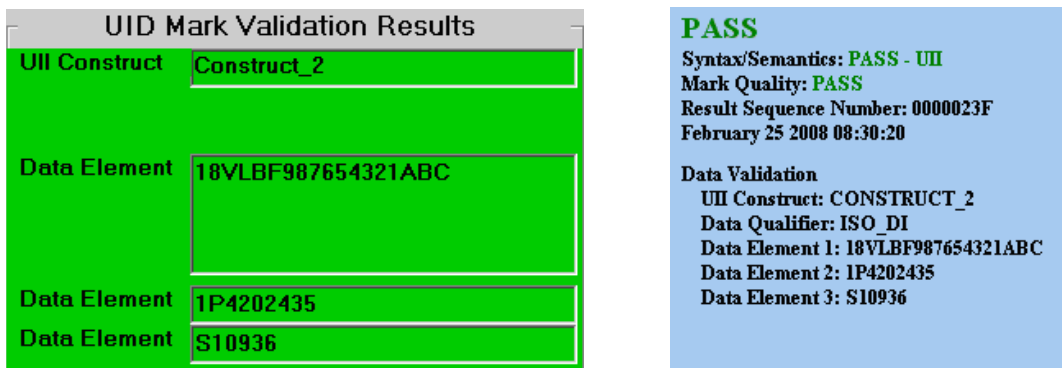 UID Mark Validation Results
UII Construct Construct_2
Data Element 18VLBF987654321ABC
Data Element 1P4202435
Data Element S10936
PASS
Syntax/Semantics: PASS - UII
Mark Quality: PASS
Result Sequence Number: 0000023F
February 25 2008 08:30:20
Data Validation
UII Construct: CONSTRUCT_2
Data Qualifier: ISO_DI
Data Element 1: 18VLBF987654321ABC
Data Element 2: 1P4202435
Data Element 3: S10936